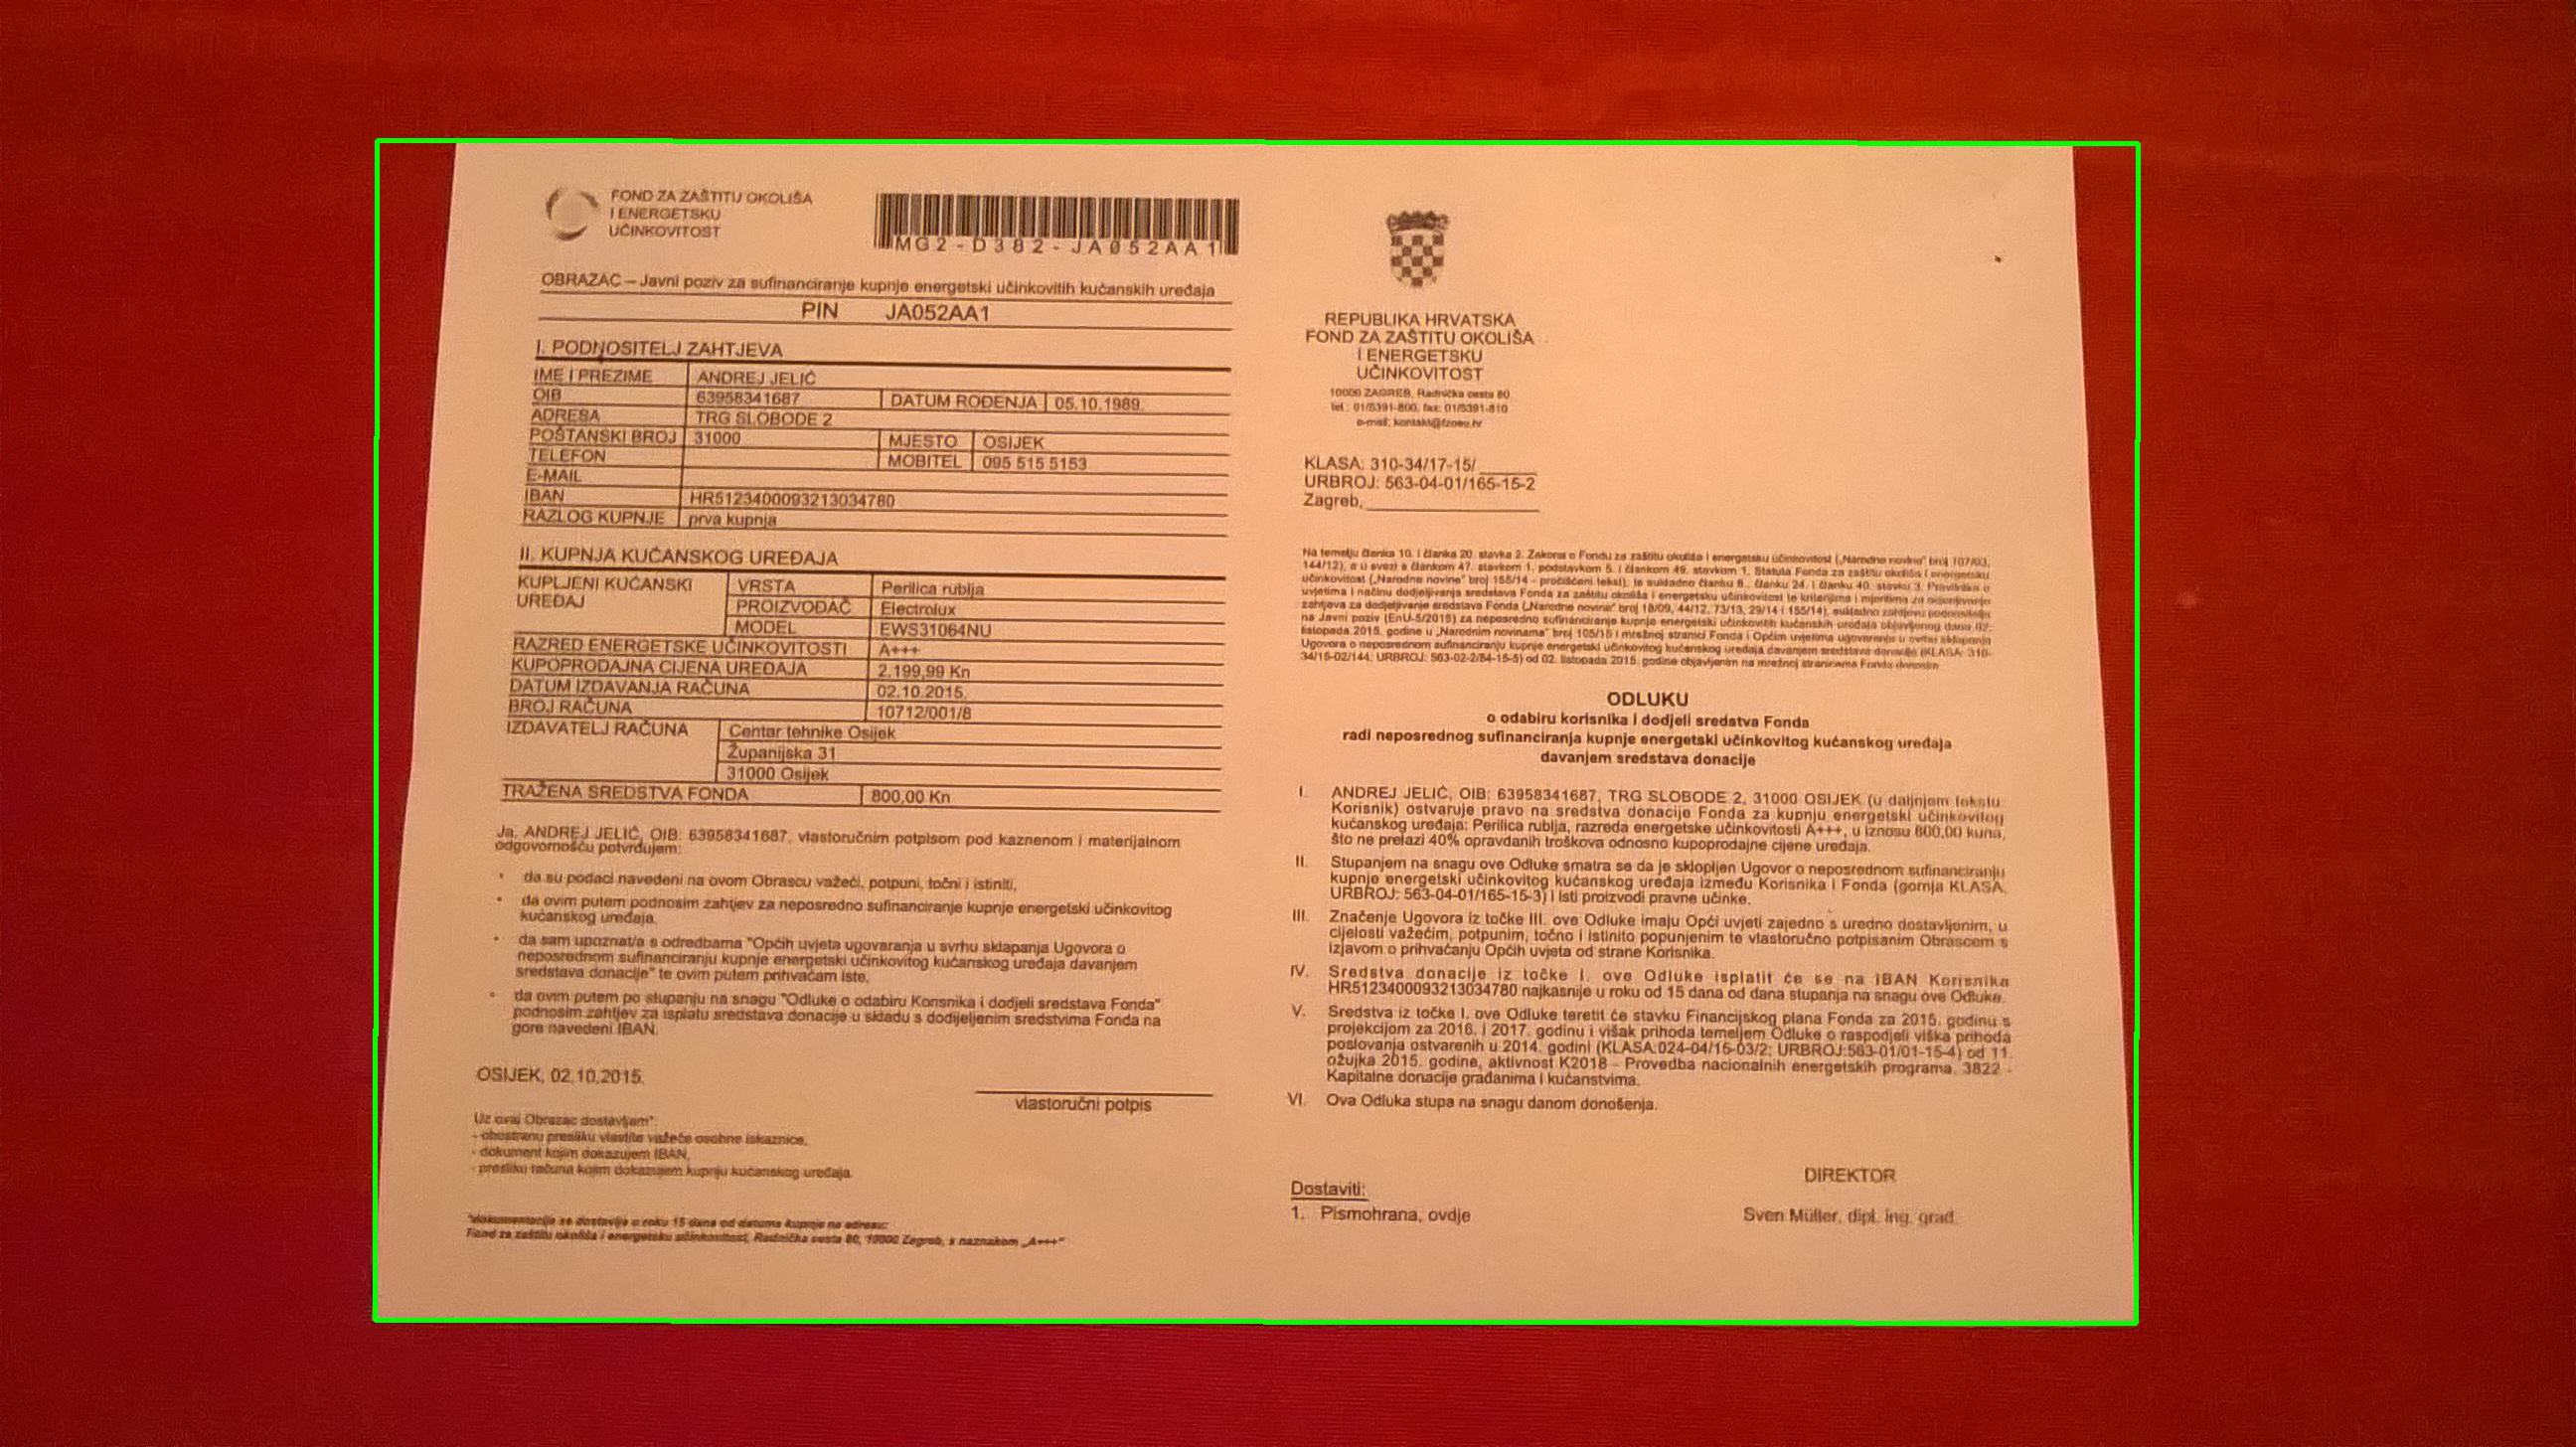 FOND ZA ZAŠTITU OKOLIŠA
I ENERGETSKU
UČINKOVITOST
MG2-D382-JA052AA1
OBRAZAC – Javni poziv za sufinanciranje kupnje energetski učinkovitih kućanskih uređaja
PIN JA052AA1
I. PODNOSITELJ ZAHTJEVA
IME I PREZIME ANDREJ JELIĆ
OIB 63958341687 DATUM ROĐENJA 05.10.1989.
ADRESA TRG SLOBODE 2
POŠTANSKI BROJ 31000 MJESTO OSIJEK
TELEFON MOBITEL 095 515 5153
E-MAIL
IBAN HR5123400093213034780
RAZLOG KUPNJE prva kupnja
II. KUPNJA KUĆANSKOG UREĐAJA
KUPLJENI KUĆANSKI UREĐAJ VRSTA Perilica rublja
PROIZVOĐAČ Electrolux
MODEL EWS31064NU
RAZRED ENERGETSKE UČINKOVITOSTI A+++
KUPOPRODAJNA CIJENA UREĐAJA 2.199,99 Kn
DATUM IZDAVANJA RAČUNA 02.10.2015.
BROJ RAČUNA 10712/001/8
IZDAVATELJ RAČUNA Centar tehnike Osijek
Županijska 31
31000 Osijek
TRAŽENA SREDSTVA FONDA 800,00 Kn
Ja, ANDREJ JELIĆ, OIB: 63958341687, vlastoručnim potpisom pod kaznenom i materijalnom
odgovornošću potvrđujem:
• da su podaci navedeni na ovom Obrascu važeći, potpuni, točni i istiniti,
• da ovim putem podnosim zahtjev za neposredno sufinanciranje kupnje energetski učinkovitog
kućanskog uređaja.
• da sam upoznat/a s odredbama "Općih uvjeta ugovaranja u svrhu sklapanja Ugovora o
neposrednom sufinanciranju kupnje energetski učinkovitog kućanskog uređaja davanjem
sredstava donacije" te ovim putem prihvaćam iste.
• da ovim putem po stupanju na snagu "Odluke o odabiru Korisnika i dodjeli sredstava Fonda"
podnosim zahtjev za isplatu sredstava donacije u skladu s dodijeljenim sredstvima Fonda na
gore navedeni IBAN.
OSIJEK, 02.10.2015.
vlastoručni potpis
Uz ovaj Obrazac dostavljam*:
- obostranu presliku vlastite važeće osobne iskaznice,
- dokument kojim dokazujem IBAN,
- presliku računa kojim dokazujem kupnju kućanskog uređaja.
*dokumentacija se dostavlja u roku 15 dana od datuma kupnje na adresu:
Fond za zaštitu okoliša i energetsku učinkovitost, Radnička cesta 80, 10000 Zagreb, s naznakom „A+++“
REPUBLIKA HRVATSKA
FOND ZA ZAŠTITU OKOLIŠA
I ENERGETSKU
UČINKOVITOST
10000 ZAGREB, Radnička cesta 80
tel.: 01/5391-800, fax: 01/5391-810
e-mail: kontakt@fzoeu.hr
KLASA: 310-34/17-15/
URBROJ: 563-04-01/165-15-2
Zagreb,
Na temelju članka 10. i članka 20. stavka 2. Zakona o Fondu za zaštitu okoliša i energetsku učinkovitost („Narodne novine“ broj 107/03,
144/12), a u svezi s člankom 47. stavkom 1. podstavkom 5. i člankom 49. stavkom 1. Statuta Fonda za zaštitu okoliša i energetsku
učinkovitost („Narodne novine“ broj 155/14 - pročišćeni tekst), te sukladno članku 8., članku 24. i članku 40. stavku 3. Pravilnika o
uvjetima i načinu dodjeljivanja sredstava Fonda za zaštitu okoliša i energetsku učinkovitost te kriterijima i mjerilima za ocjenjivanje
zahtjeva za dodjeljivanje sredstava Fonda („Narodne novine“ broj 18/09, 44/12, 73/13, 29/14 i 155/14), sukladno zahtjevu podnositelja
na Javni poziv (EnU-5/2015) za neposredno sufinanciranje kupnje energetski učinkovitih kućanskih uređaja objavljenog dana 02.
listopada 2015. godine u „Narodnim novinama“ broj 105/15 i mrežnoj stranici Fonda i Općim uvjetima ugovaranja u svrhu sklapanja
Ugovora o neposrednom sufinanciranju kupnje energetski učinkovitog kućanskog uređaja davanjem sredstava donacije (KLASA: 310-
34/15-02/144; URBROJ: 563-02-2/84-15-5) od 02. listopada 2015. godine objavljenim na mrežnoj stranicama Fonda donosim
ODLUKU
o odabiru korisnika i dodjeli sredstva Fonda
radi neposrednog sufinanciranja kupnje energetski učinkovitog kućanskog uređaja
davanjem sredstava donacije
I. ANDREJ JELIĆ, OIB: 63958341687, TRG SLOBODE 2, 31000 OSIJEK (u daljnjem tekstu:
Korisnik) ostvaruje pravo na sredstva donacije Fonda za kupnju energetski učinkovitog
kućanskog uređaja: Perilica rublja, razreda energetske učinkovitosti A+++, u iznosu 800,00 kuna,
što ne prelazi 40% opravdanih troškova odnosno kupoprodajne cijene uređaja.
II. Stupanjem na snagu ove Odluke smatra se da je sklopljen Ugovor o neposrednom sufinanciranju
kupnje energetski učinkovitog kućanskog uređaja između Korisnika i Fonda (gornja KLASA,
URBROJ: 563-04-01/165-15-3) i isti proizvodi pravne učinke.
III. Značenje Ugovora iz točke III. ove Odluke imaju Opći uvjeti zajedno s uredno dostavljenim, u
cijelosti važećim, potpunim, točno i istinito popunjenim te vlastoručno potpisanim Obrascem s
izjavom o prihvaćanju Općih uvjeta od strane Korisnika.
IV. Sredstva donacije iz točke I. ove Odluke isplatit će se na IBAN Korisnika
HR5123400093213034780 najkasnije u roku od 15 dana od dana stupanja na snagu ove Odluke.
V. Sredstva iz točke I. ove Odluke teretit će stavku Financijskog plana Fonda za 2015. godinu s
projekcijom za 2016. i 2017. godinu i višak prihoda temeljem Odluke o raspodjeli viška prihoda
poslovanja ostvarenih u 2014. godini (KLASA:024-04/15-03/2; URBROJ:563-01/01-15-4) od 11.
ožujka 2015. godine, aktivnost K2018 - Provedba nacionalnih energetskih programa, 3822 -
Kapitalne donacije građanima i kućanstvima.
VI. Ova Odluka stupa na snagu danom donošenja.
DIREKTOR
Sven Müller, dipl. ing. građ.
Dostaviti:
1. Pismohrana, ovdje